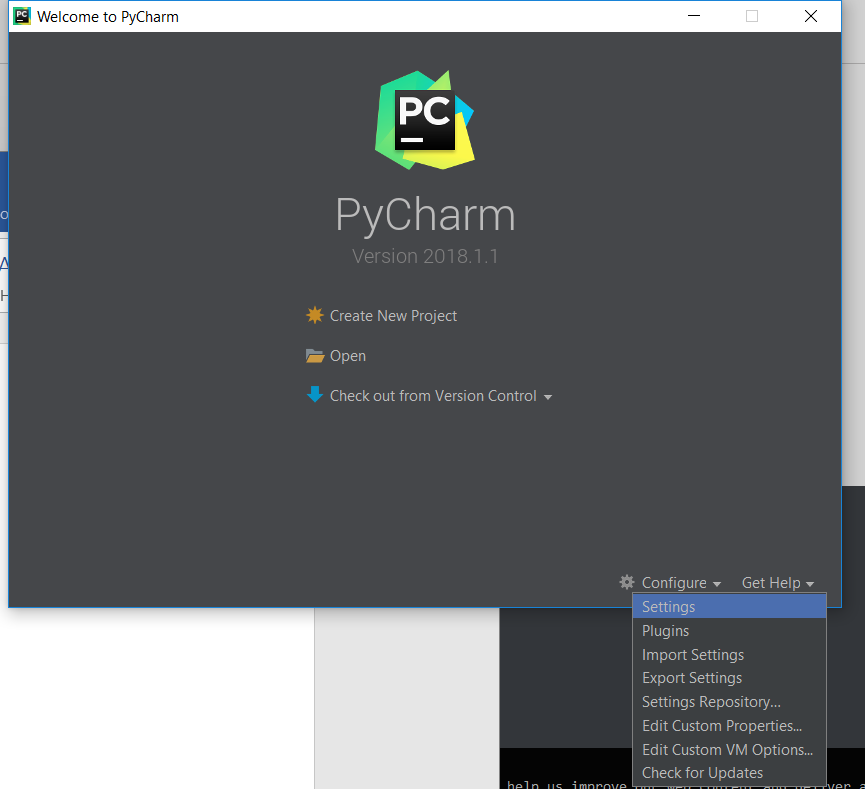 PC Welcome to PyCharm
PC
PyCharm
Version 2018.1.1
Create New Project
Open
Check out from Version Control
Configure
Get Help
Settings
Plugins
Import Settings
Export Settings
Settings Repository...
Edit Custom Properties...
Edit Custom VM Options...
Check for Updates
help us improve